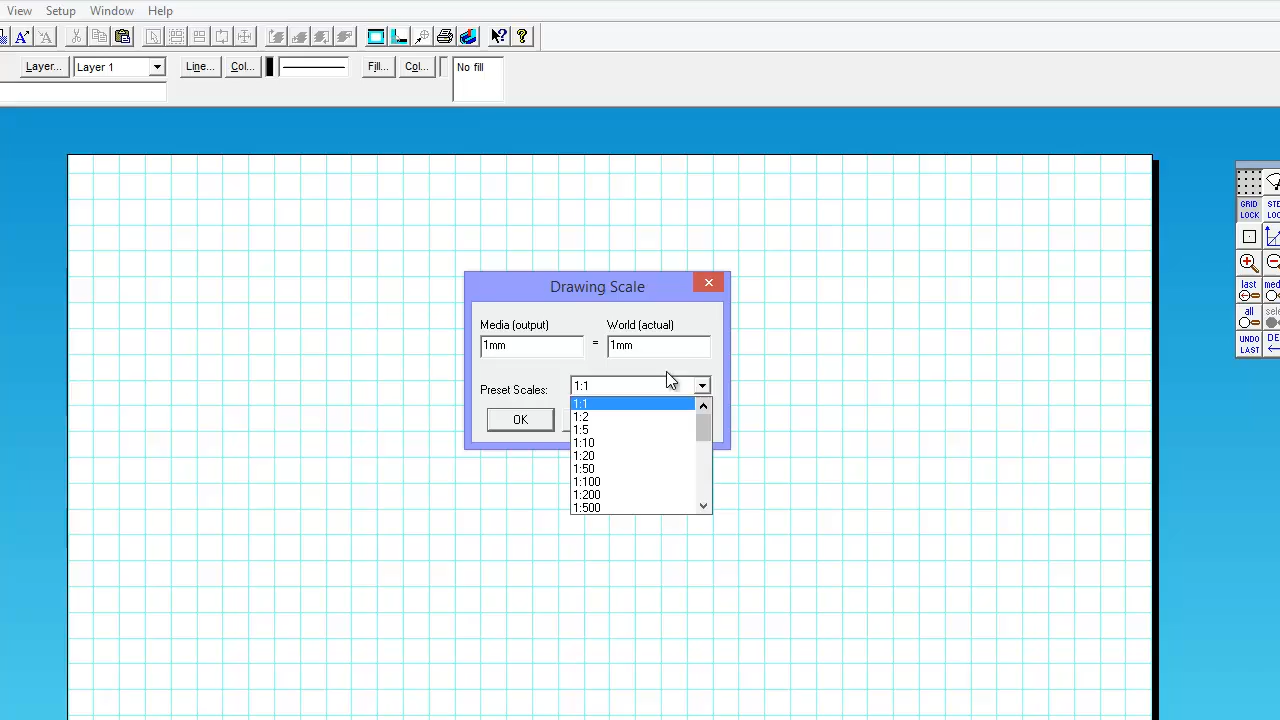 View Setup Window Help
Layer... Layer 1 Line... Col... Fill... Col... No fill
GRID LOCK
last
all
UNDO LAST
Drawing Scale
Media (output) World (actual)
1mm = 1mm
Preset Scales: 1:1
OK
1:1
1:2
1:5
1:10
1:20
1:50
1:100
1:200
1:500